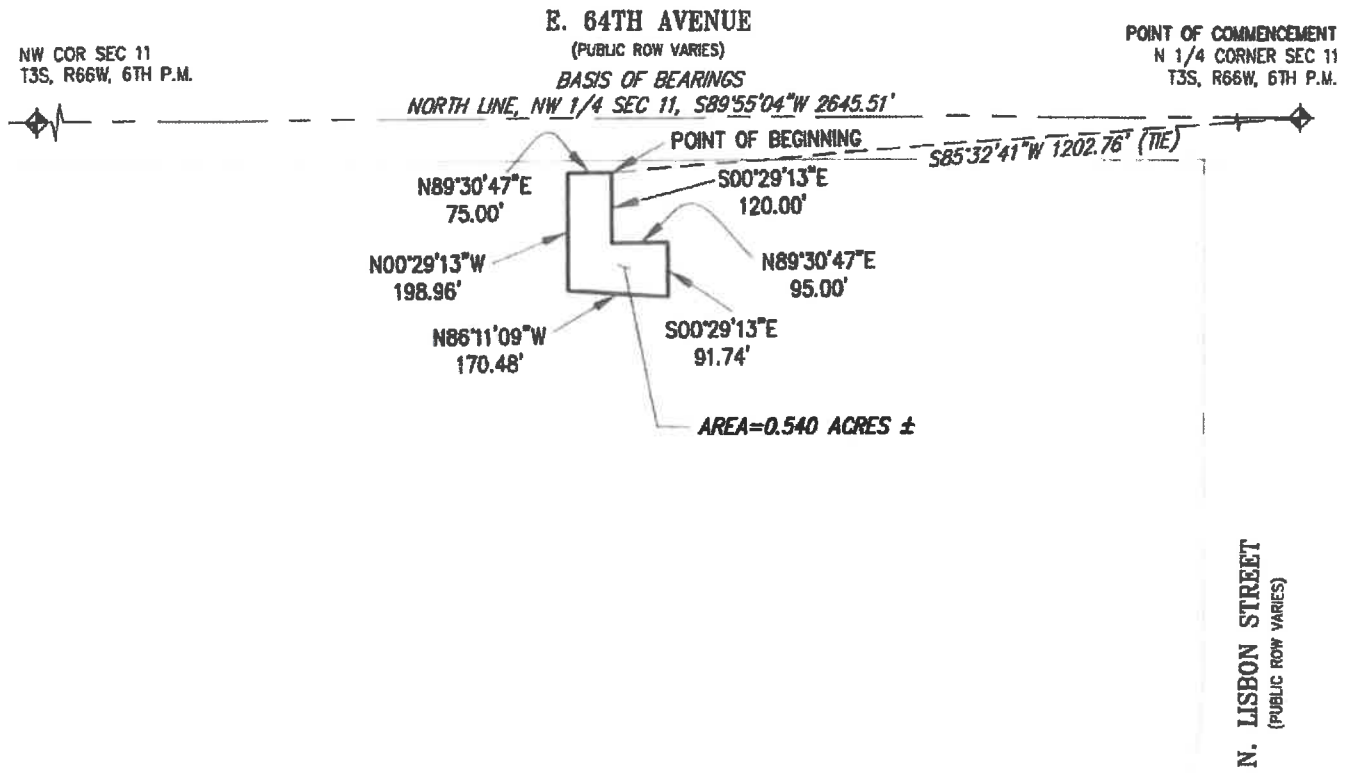 E. 64TH AVENUE
(PUBLIC ROW VARIES)
NW COR SEC 11
T3S, R66W, 6TH P.M.
POINT OF COMMENCEMENT
N 1/4 CORNER SEC 11
T3S, R66W, 6TH P.M.
BASIS OF BEARINGS
NORTH LINE, NW 1/4 SEC 11, S89°55'04"W 2645.51'
POINT OF BEGINNING
S85°32'41"W 1202.76' (TIE)
N89°30'47"E
75.00'
S00°29'13"E
120.00'
N00°29'13"W
198.96'
N89°30'47"E
95.00'
N86°11'09"W
170.48'
S00°29'13"E
91.74'
AREA=0.540 ACRES ±
N. LISBON STREET
(PUBLIC ROW VARIES)